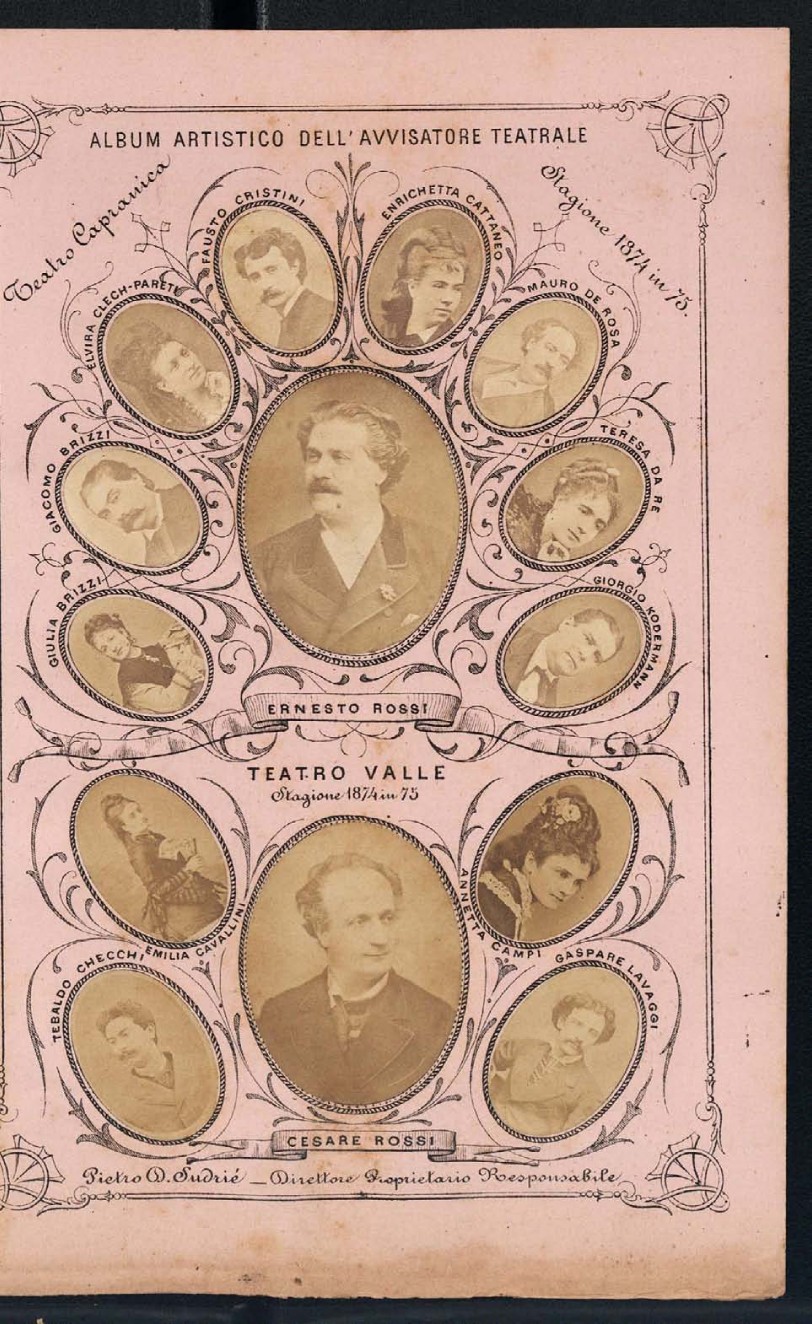 ALBUM ARTISTICO DELL'AVVISATORE TEATRALE
Teatro Capranica
Stagione 1874 in 75.
FAUSTO CRISTINI
ENRICHETTA CATTANEO
ELVIRA GLECH-PARETI
MAURO DE ROSA
GIACOMO BRIZZI
TERESA DA RE
GIULIA BRIZZI
GIORGIO KODERMANN
ERNESTO ROSSI
TEATRO VALLE
Stagione 1874 in 75
EMILIA CAVALLINI
ANNETTA CAMPI
TEBALDO CHECCHI
GASPARE LAVAGGI
CESARE ROSSI
Pietro D. Sudrié _ Direttore Proprietario Responsabile